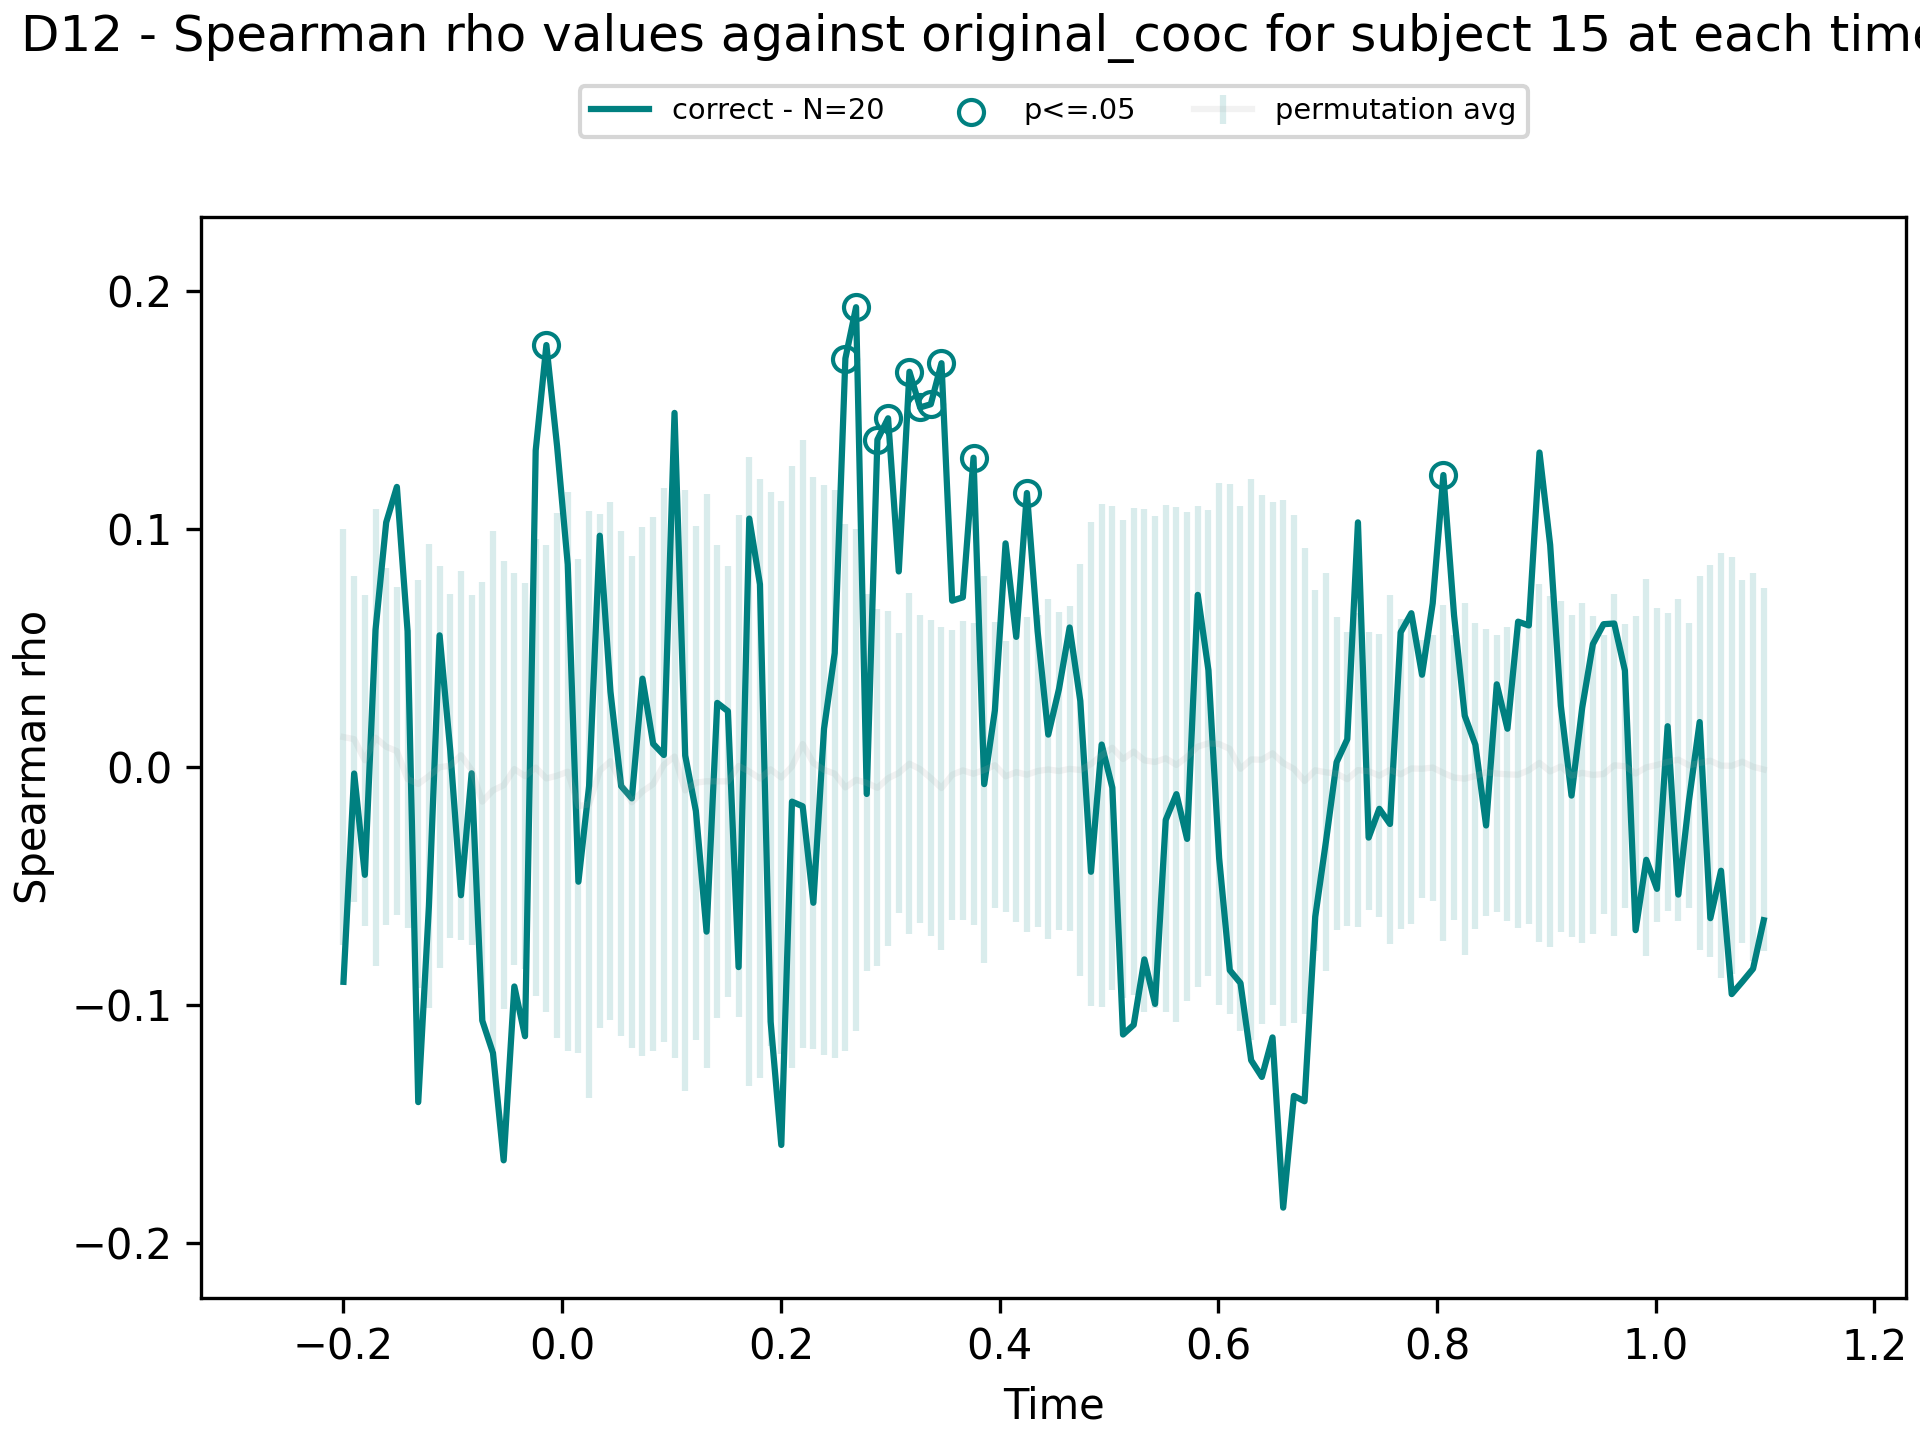 D12 - Spearman rho values against original_cooc for subject 15 at each time
correct - N=20
p<=.05
permutation avg
0.2
0.1
0.0
−0.1
−0.2
Spearman rho
−0.2
0.0
0.2
0.4
0.6
0.8
1.0
1.2
Time